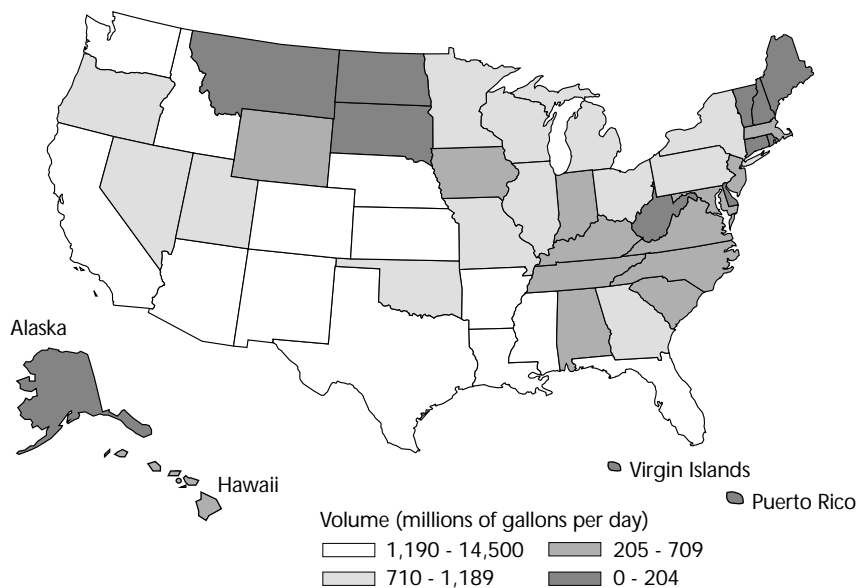 Alaska
Hawaii
Virgin Islands
Puerto Rico
Volume (millions of gallons per day)
1,190 - 14,500
205 - 709
710 - 1,189
0 - 204